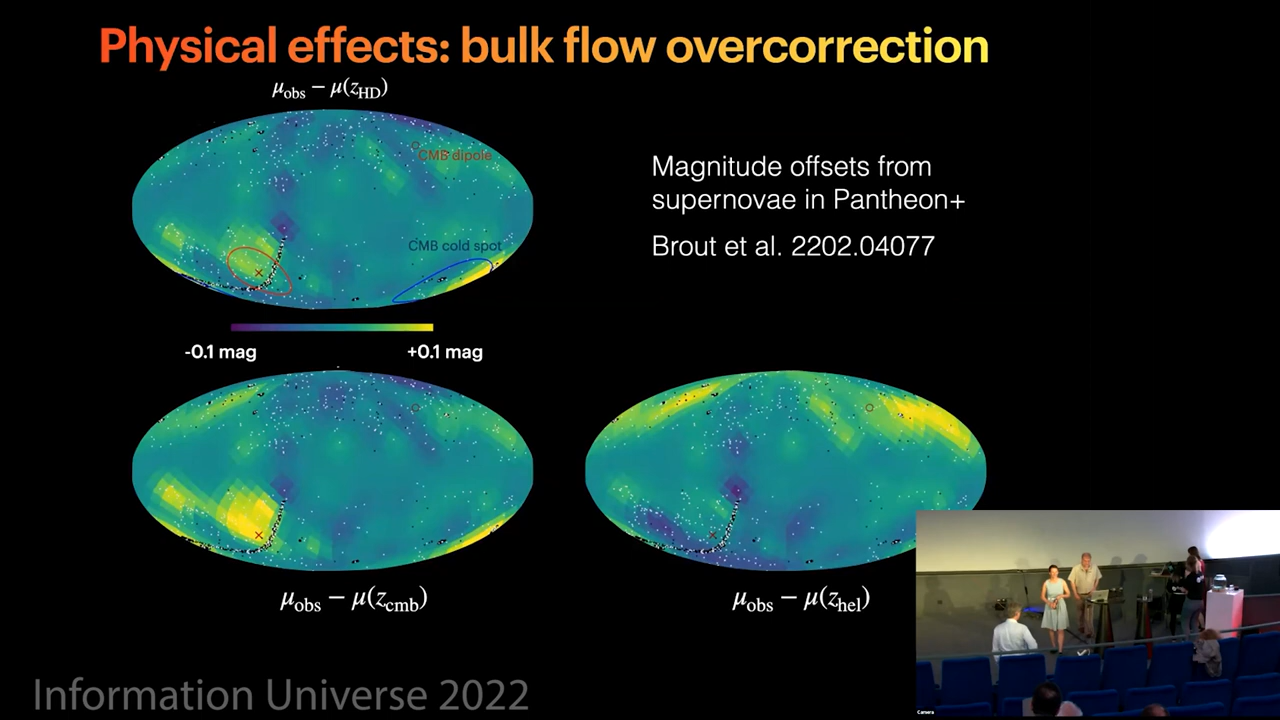 Physical effects: bulk flow overcorrection
μobs − μ(zHD)
CMB dipole
CMB cold spot
-0.1 mag
+0.1 mag
Magnitude offsets from
supernovae in Pantheon+
Brout et al. 2202.04077
μobs − μ(zcmb)
μobs − μ(zhel)
Information Universe 2022
Camera